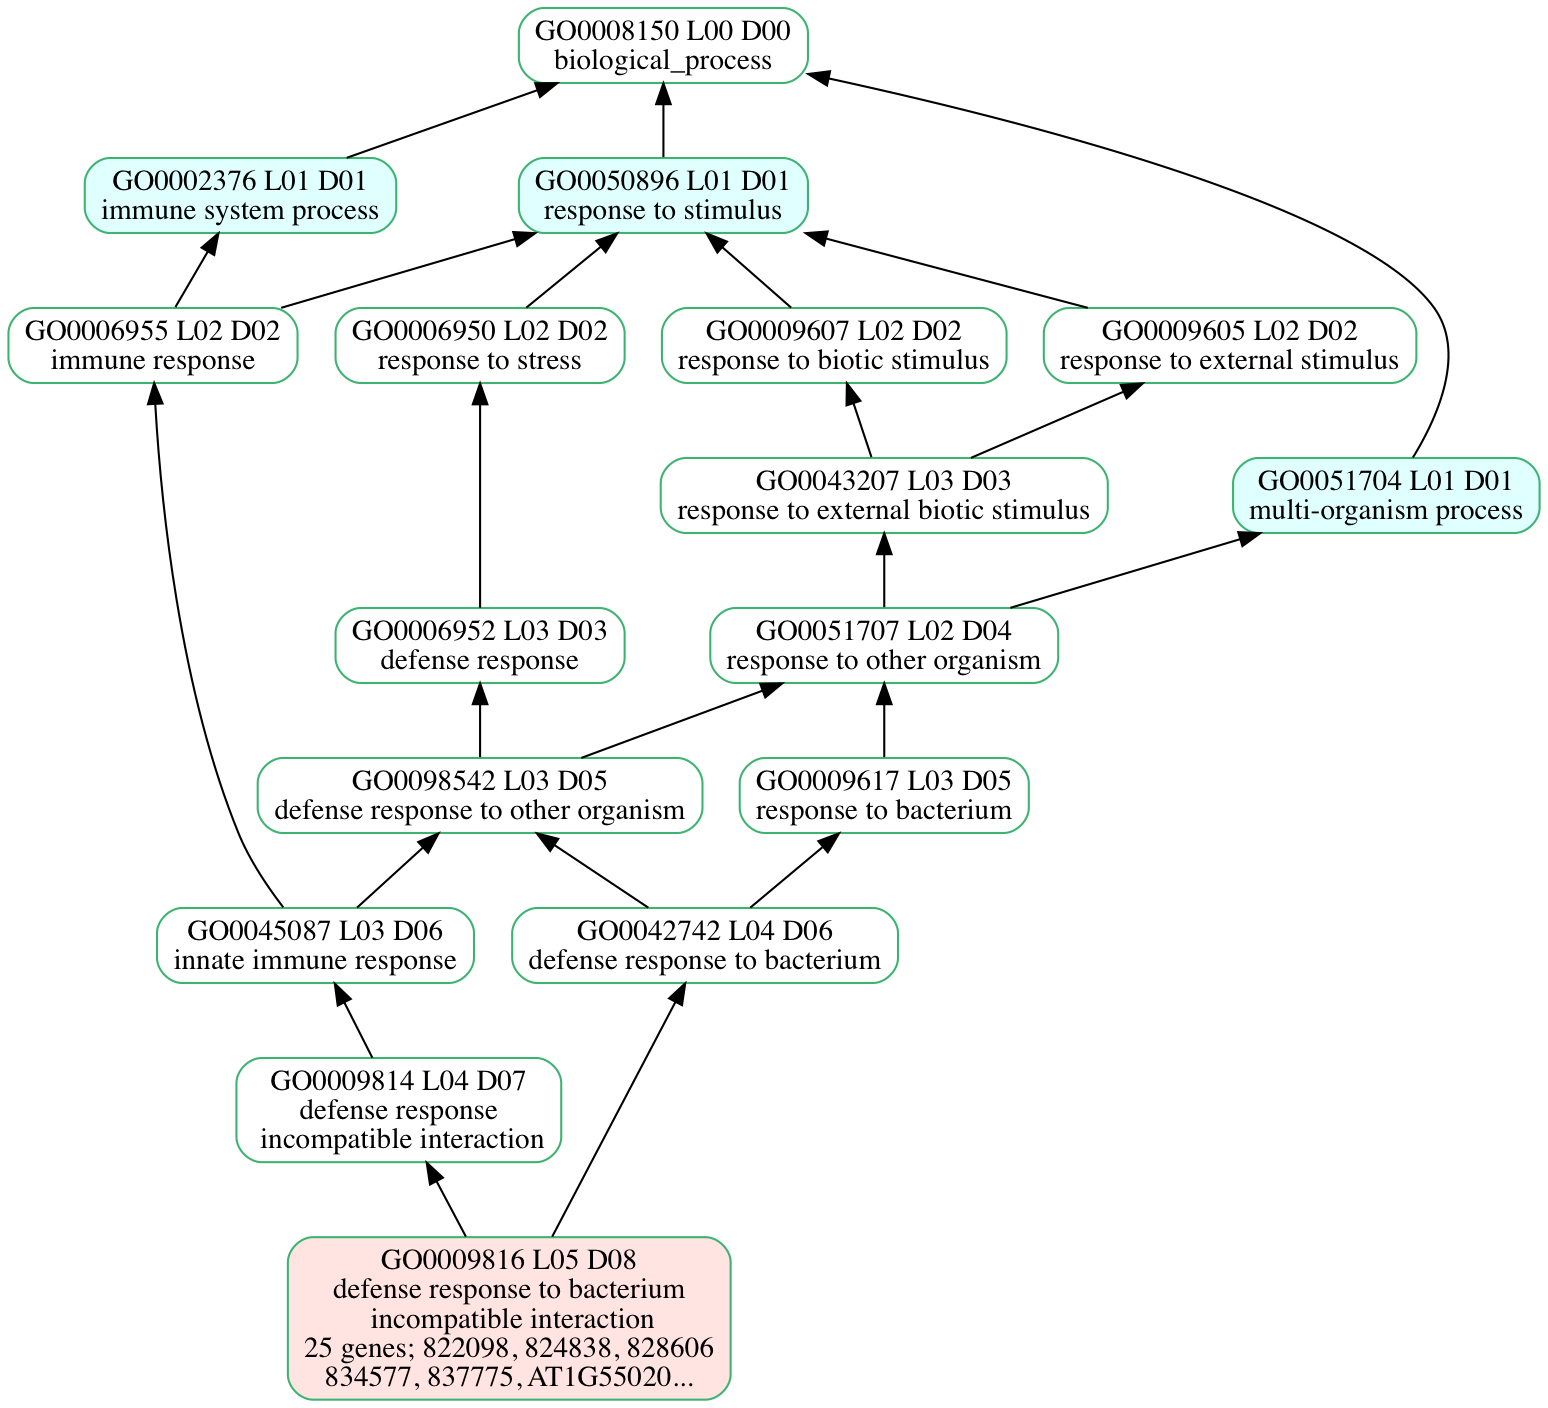 GO0008150 L00 D00
biological_process
GO0002376 L01 D01
immune system process
GO0050896 L01 D01
response to stimulus
GO0006955 L02 D02
immune response
GO0006950 L02 D02
response to stress
GO0009607 L02 D02
response to biotic stimulus
GO0009605 L02 D02
response to external stimulus
GO0043207 L03 D03
response to external biotic stimulus
GO0051704 L01 D01
multi-organism process
GO0006952 L03 D03
defense response
GO0051707 L02 D04
response to other organism
GO0098542 L03 D05
defense response to other organism
GO0009617 L03 D05
response to bacterium
GO0045087 L03 D06
innate immune response
GO0042742 L04 D06
defense response to bacterium
GO0009814 L04 D07
defense response
incompatible interaction
GO0009816 L05 D08
defense response to bacterium
incompatible interaction
25 genes; 822098, 824838, 828606
834577, 837775, AT1G55020...